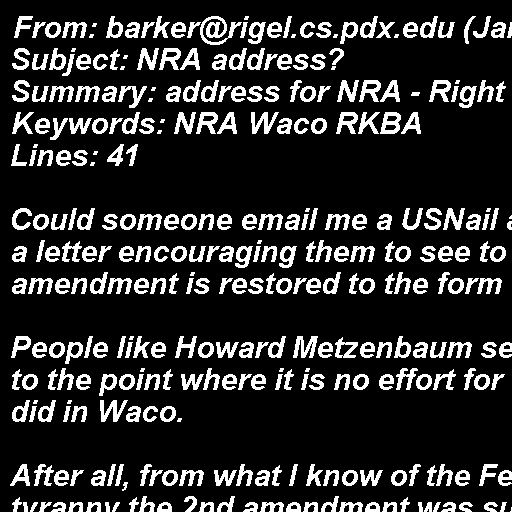 From: barker@rigel.cs.pdx.edu (Jar
Subject: NRA address?
Summary: address for NRA - Right
Keywords: NRA Waco RKBA
Lines: 41
Could someone email me a USNail a
a letter encouraging them to see to
amendment is restored to the form
People like Howard Metzenbaum se
to the point where it is no effort for
did in Waco.
After all, from what I know of the Fe
tyranny the 2nd amendment was su